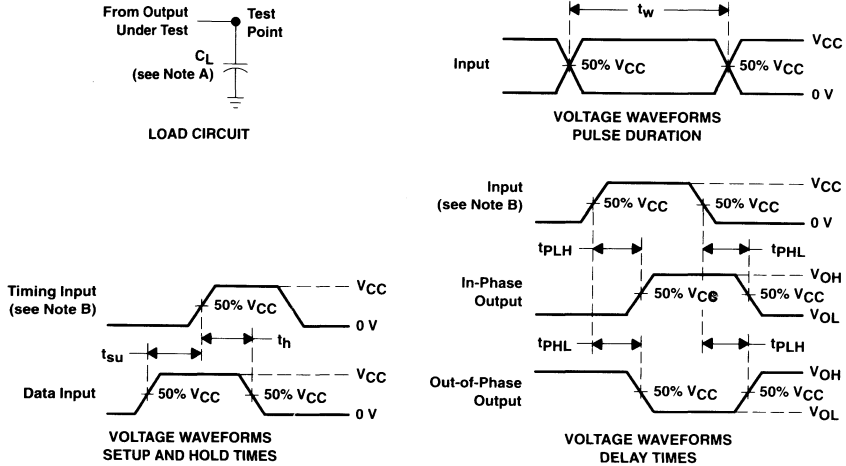 From Output
Under Test
Test
Point
CL
(see Note A)
LOAD CIRCUIT
tw
Input
VCC
50% VCC
50% VCC
0 V
VOLTAGE WAVEFORMS
PULSE DURATION
Timing Input
(see Note B)
VCC
50% VCC
0 V
tsu
th
Data Input
VCC
50% VCC
50% VCC
0 V
VOLTAGE WAVEFORMS
SETUP AND HOLD TIMES
Input
(see Note B)
VCC
50% VCC
50% VCC
0 V
tPLH
tPHL
In-Phase
Output
VOH
50% VCC
50% VCC
VOL
tPHL
tPLH
Out-of-Phase
Output
VOH
50% VCC
50% VCC
VOL
VOLTAGE WAVEFORMS
DELAY TIMES